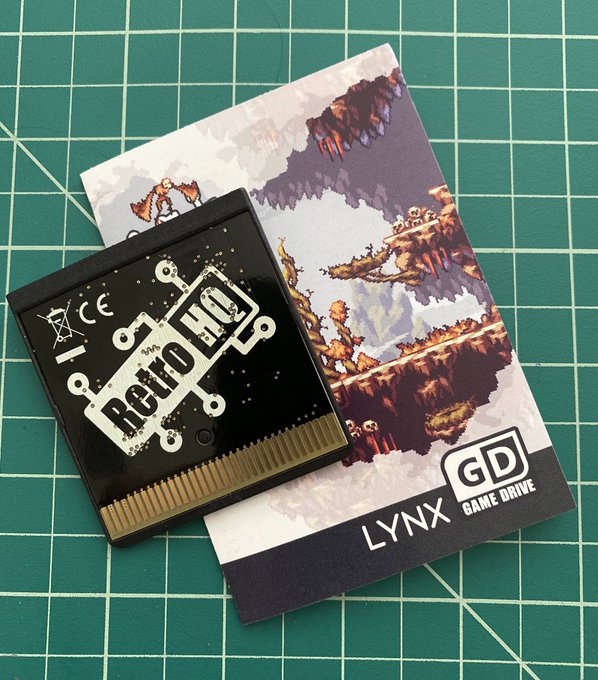 CE
Retro HQ
LYNX
GD
GAME DRIVE